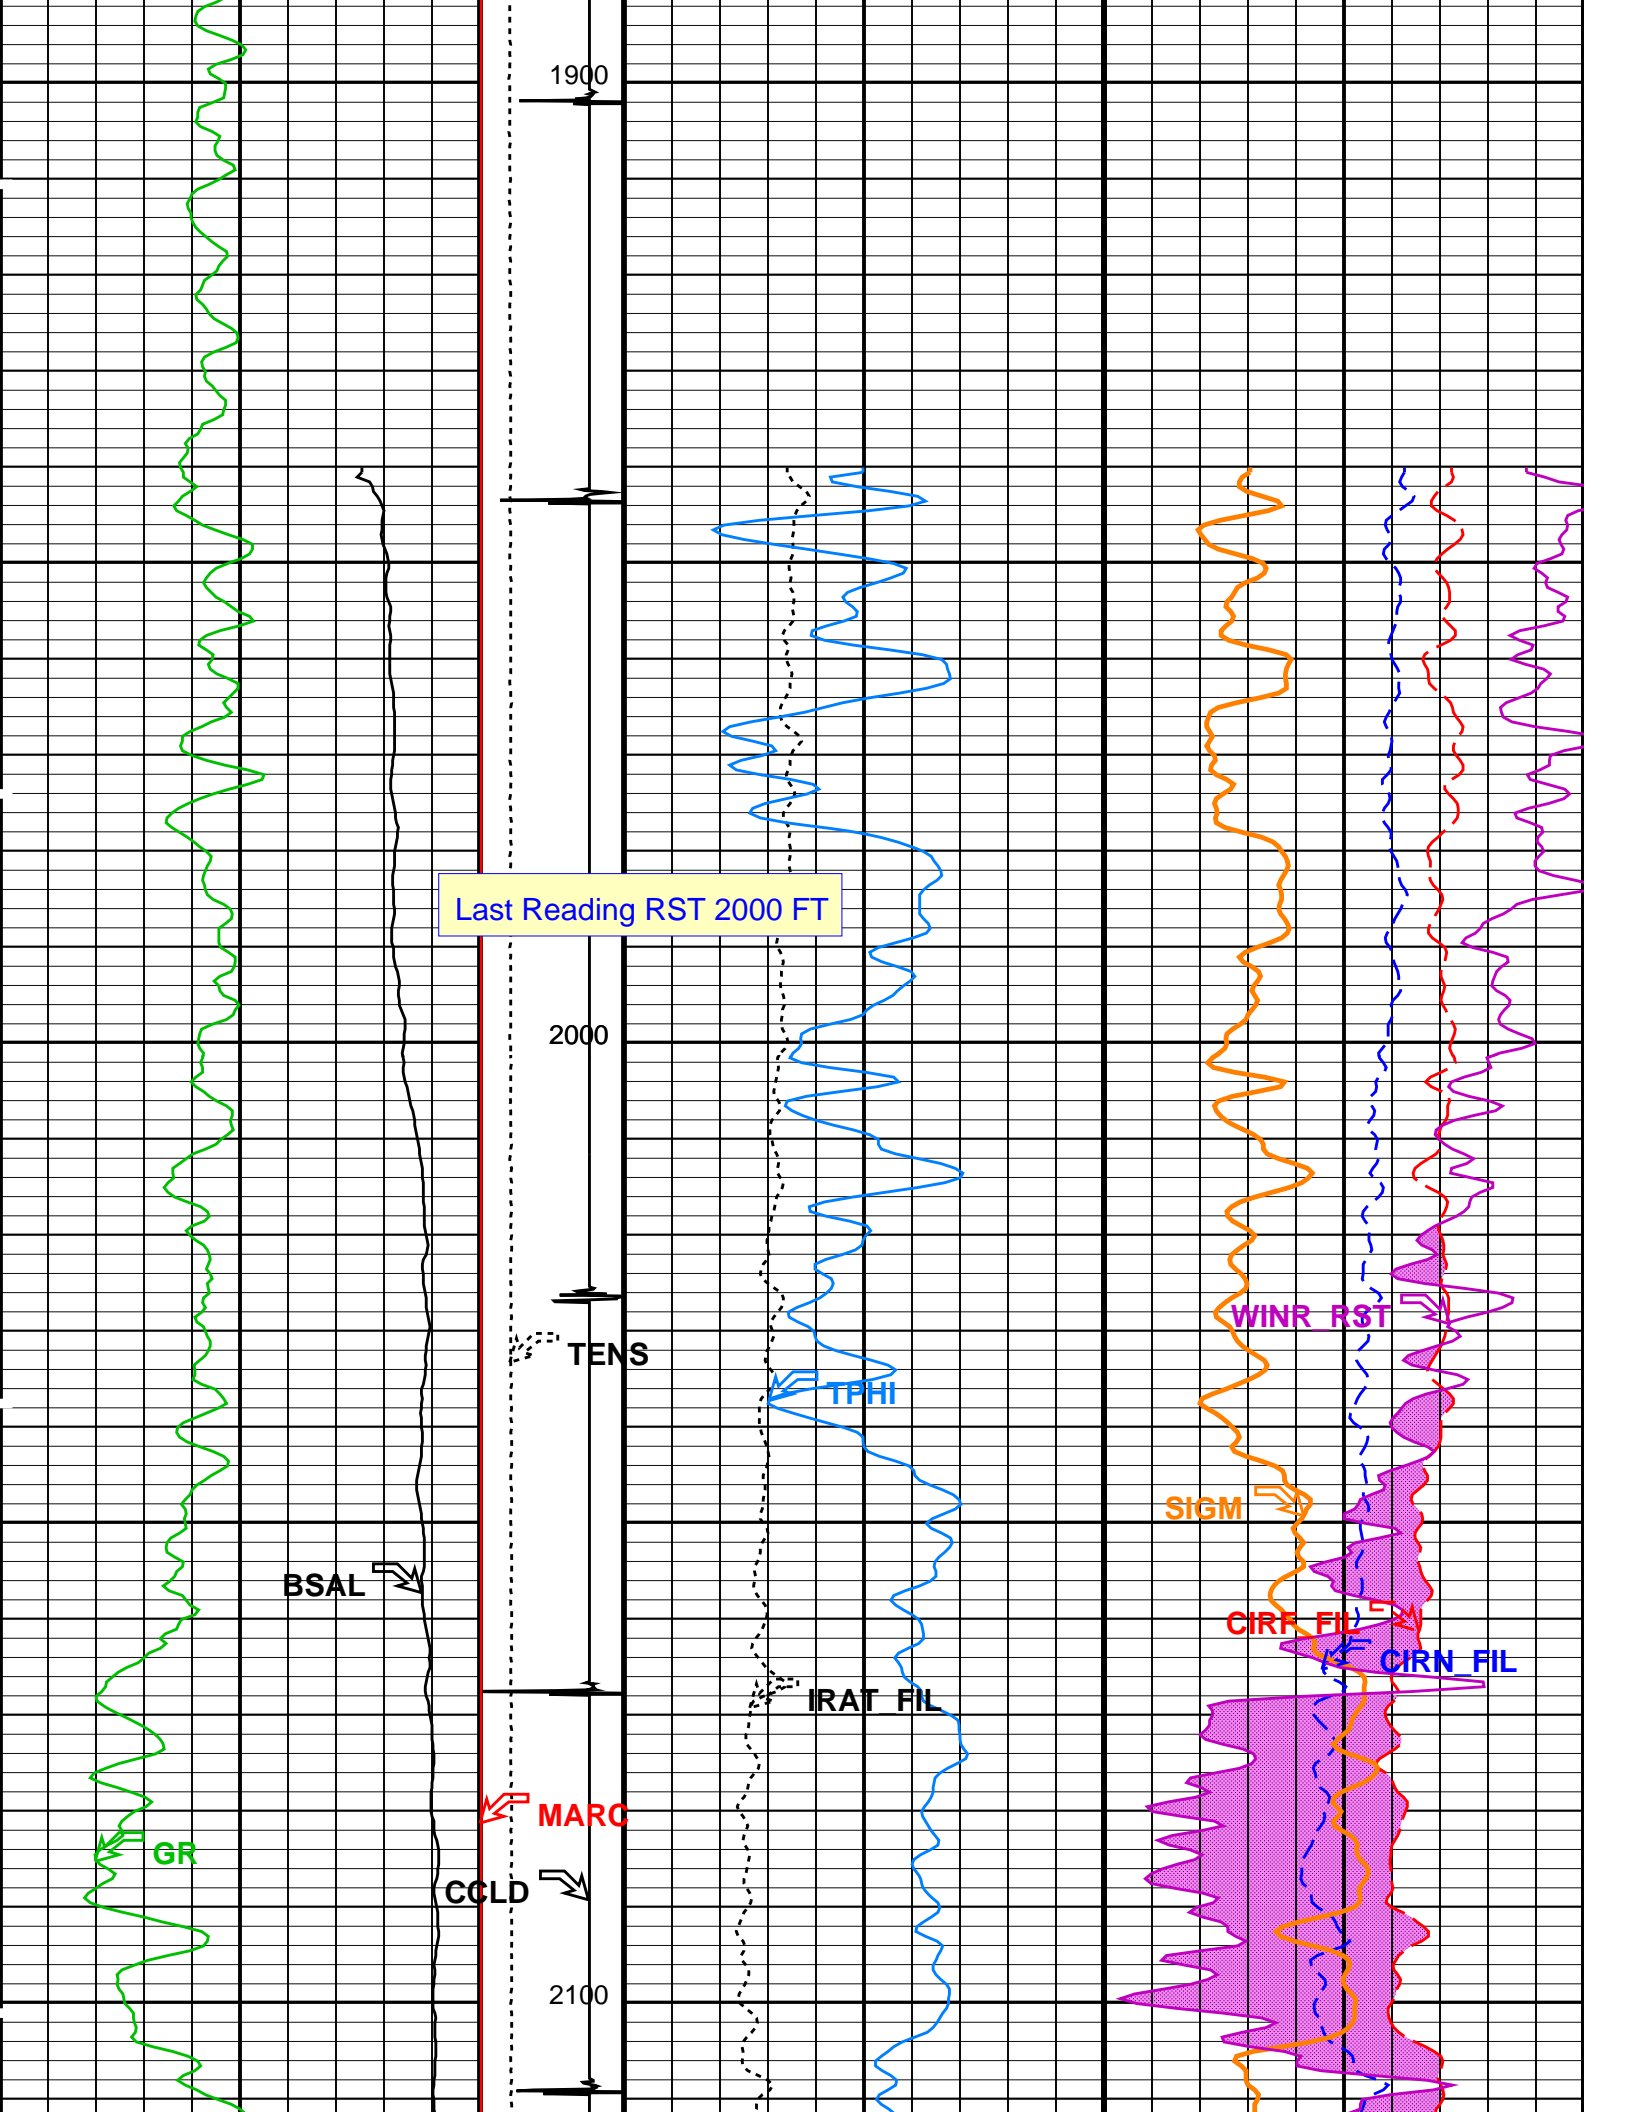 1900
Last Reading RST 2000 FT
2000
WINR_RST
TENS
TPHI
SIGM
BSAL
CIRF_FIL
CIRN_FIL
IRAT_FIL
MARC
GR
CCLD
2100